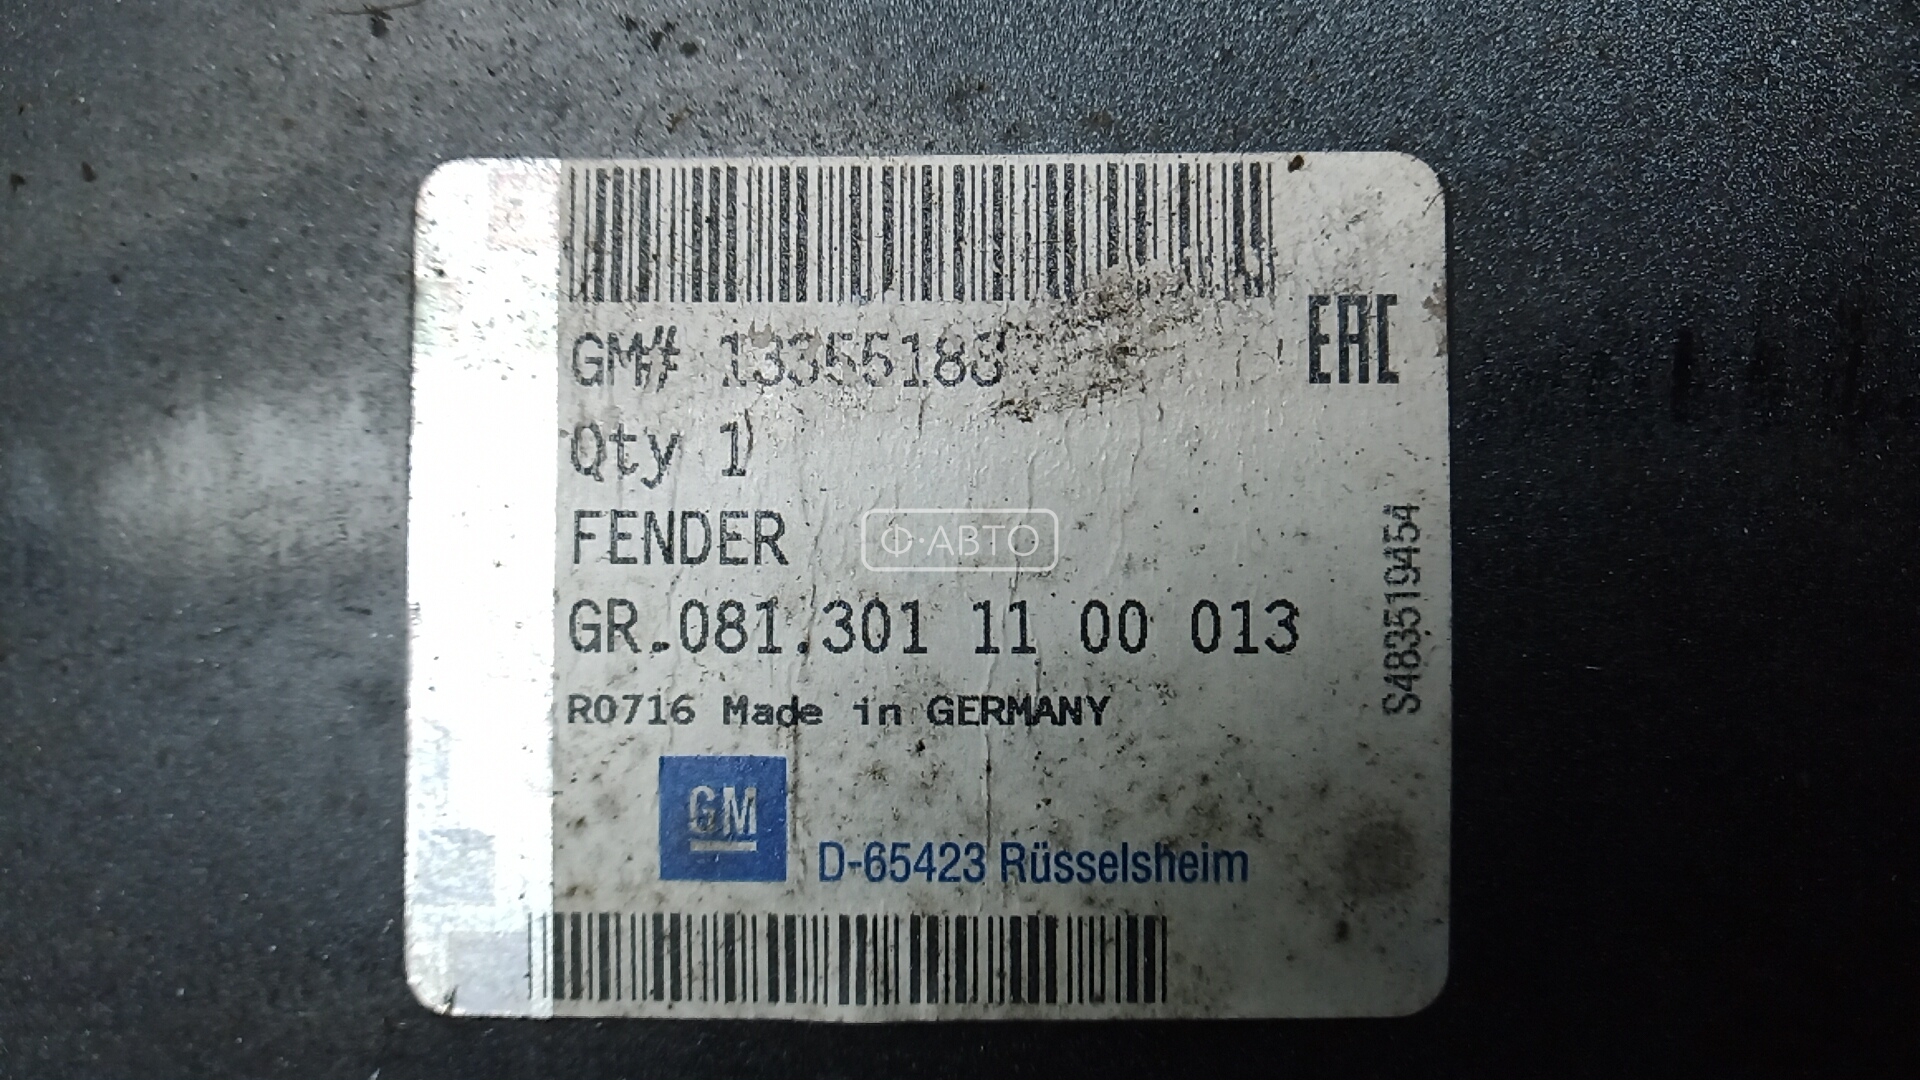 GM# 13355183
EAC
Qty 1
FENDER
Ф·АВТО
GR.081.301 11 00 013
S483519454
R0716 Made in GERMANY
GM
D-65423 Rüsselsheim